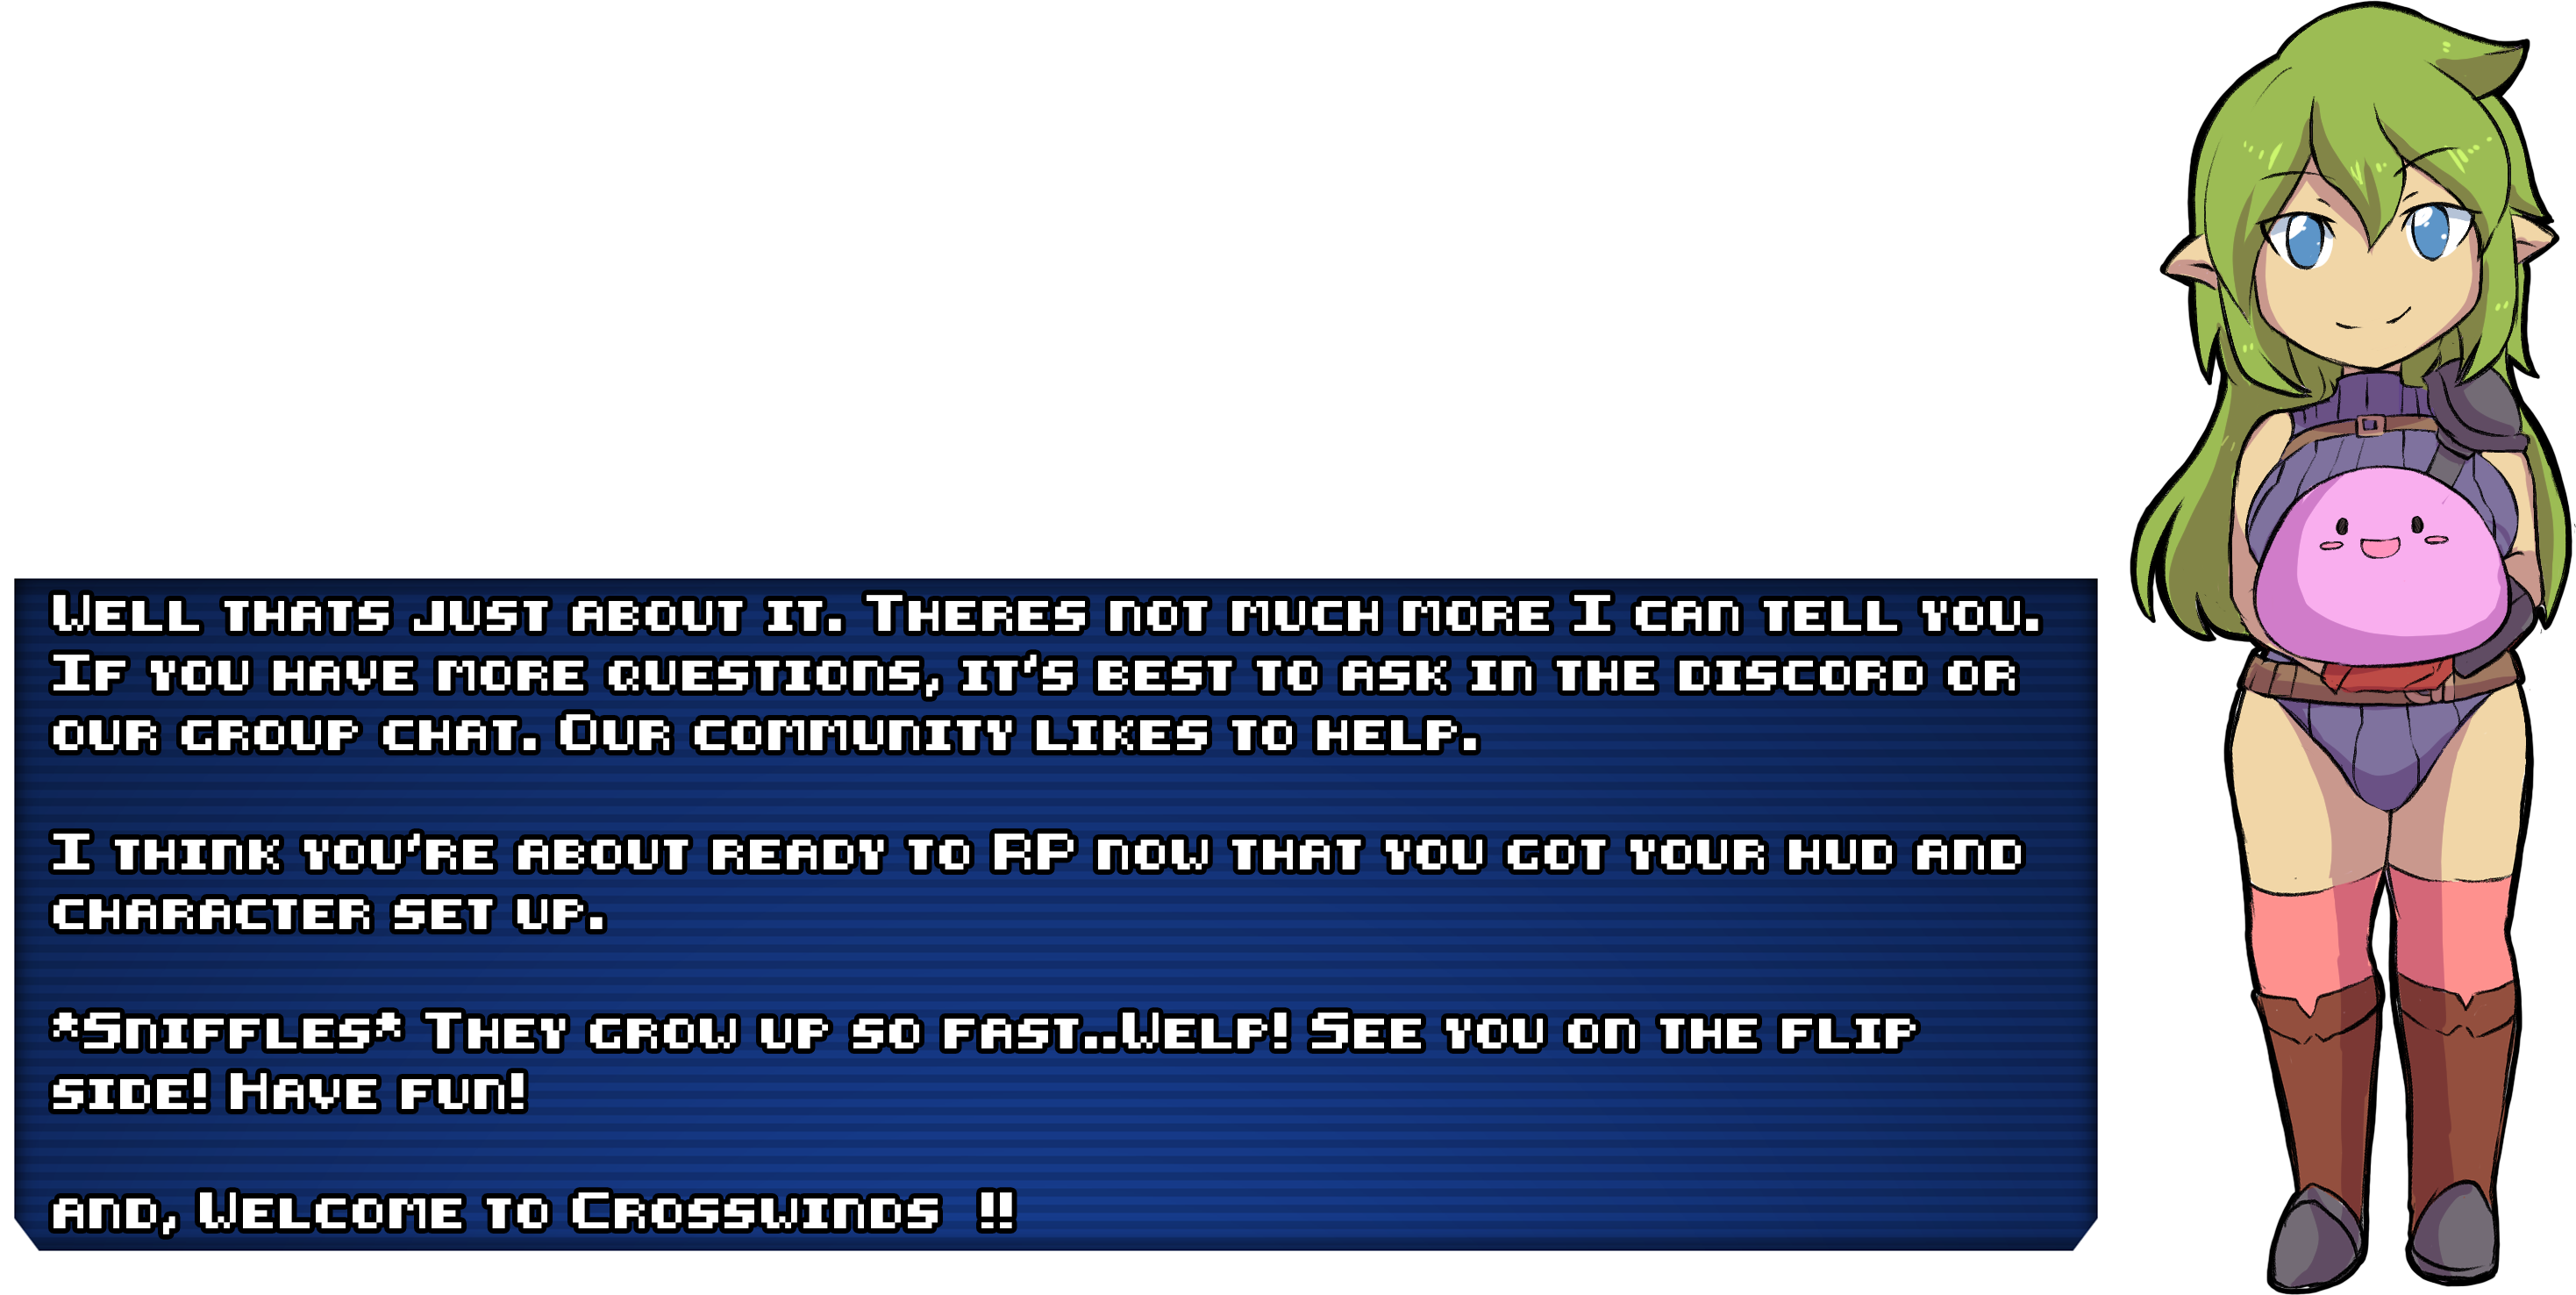 Well thats just about it. Theres not much more I can tell you.
If you have more questions, it's best to ask in the discord or
our group chat. Our community likes to help.
I think you're about ready to RP now that you got your hud and
character set up.
*Sniffles* They grow up so fast..Welp! See you on the flip
side! Have fun!
and, Welcome to Crosswinds !!